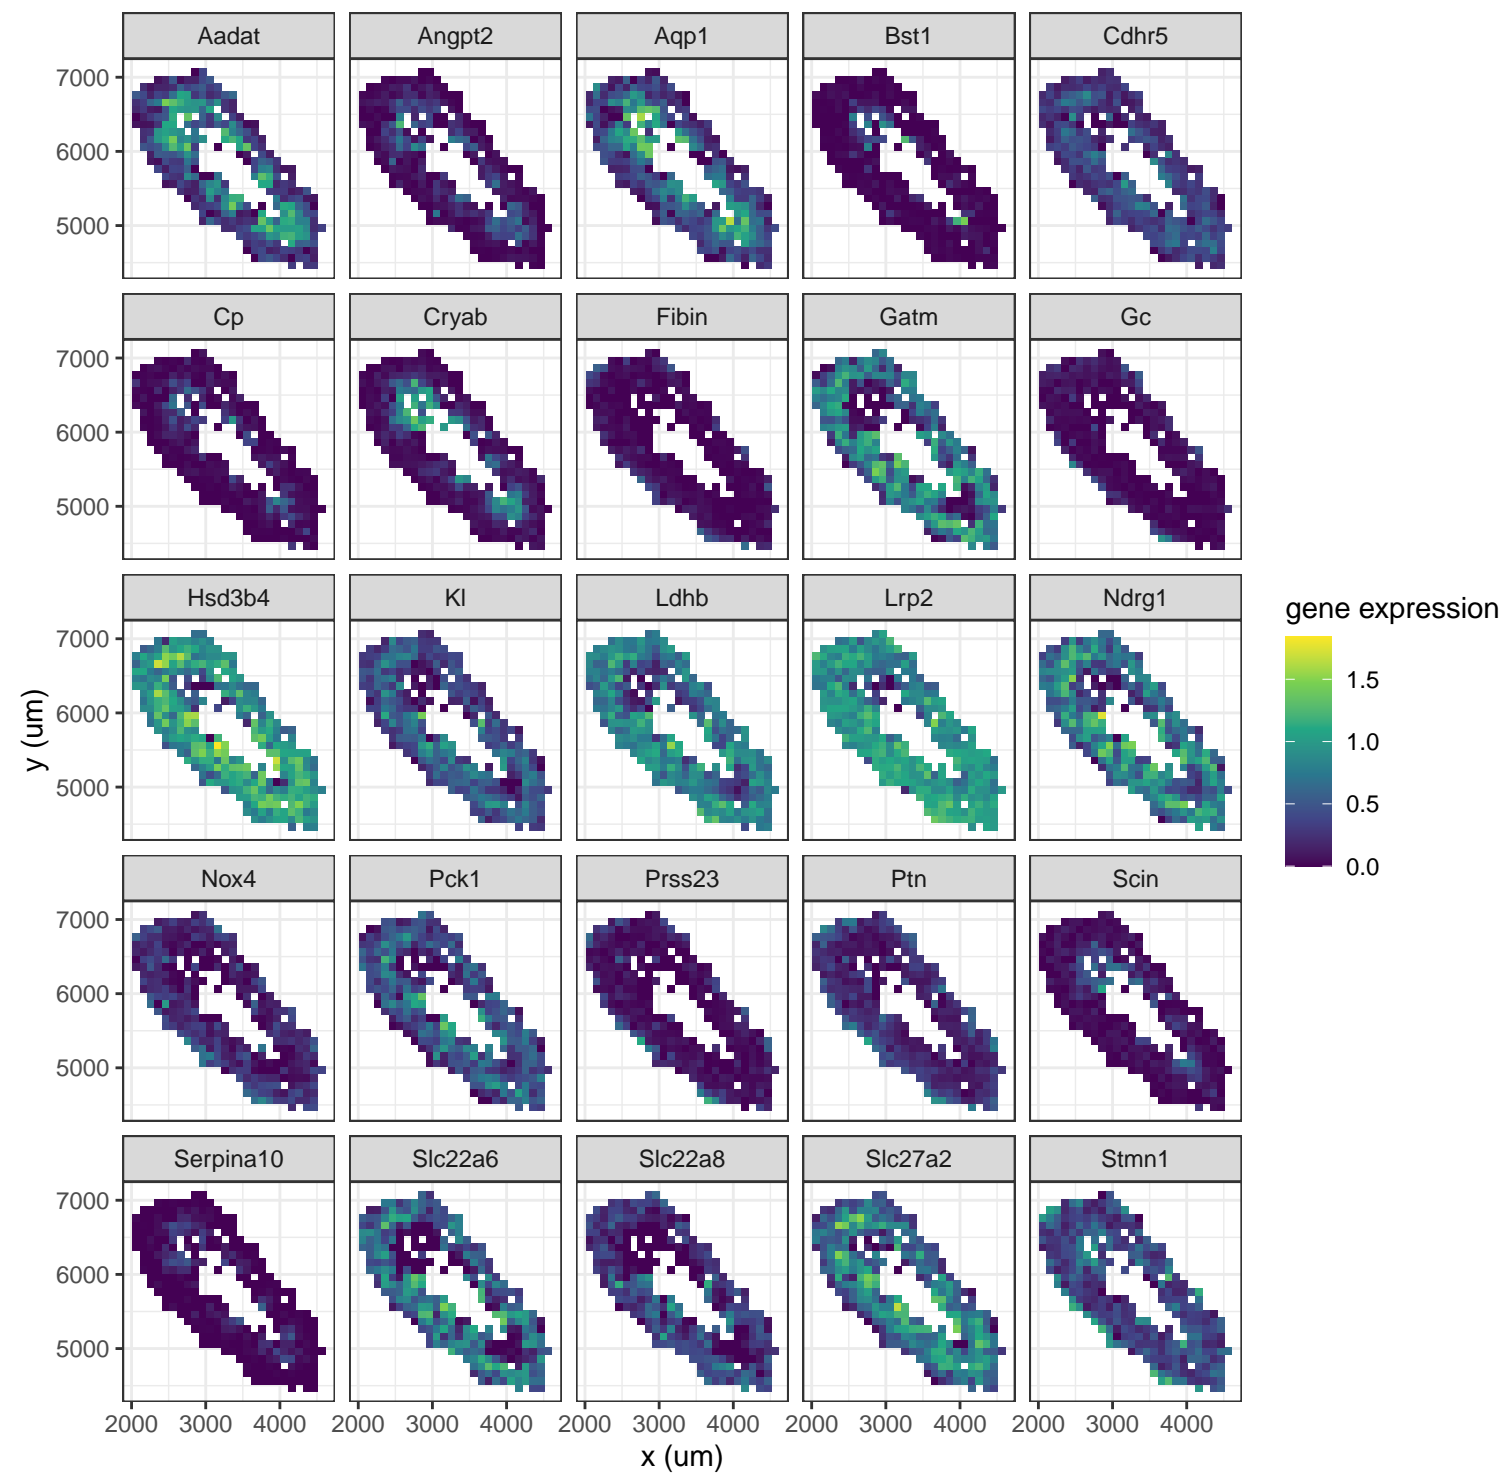 Aadat Angpt2 Aqp1 Bst1 Cdhr5
7000
6000
5000
Cp Cryab Fibin Gatm Gc
7000
6000
5000
Hsd3b4 Kl Ldhb Lrp2 Ndrg1
7000
6000
5000
Nox4 Pck1 Prss23 Ptn Scin
7000
6000
5000
Serpina10 Slc22a6 Slc22a8 Slc27a2 Stmn1
7000
6000
5000
2000 3000 4000 2000 3000 4000 2000 3000 4000 2000 3000 4000 2000 3000 4000
x (um)
y (um)
gene expression
1.5
1.0
0.5
0.0